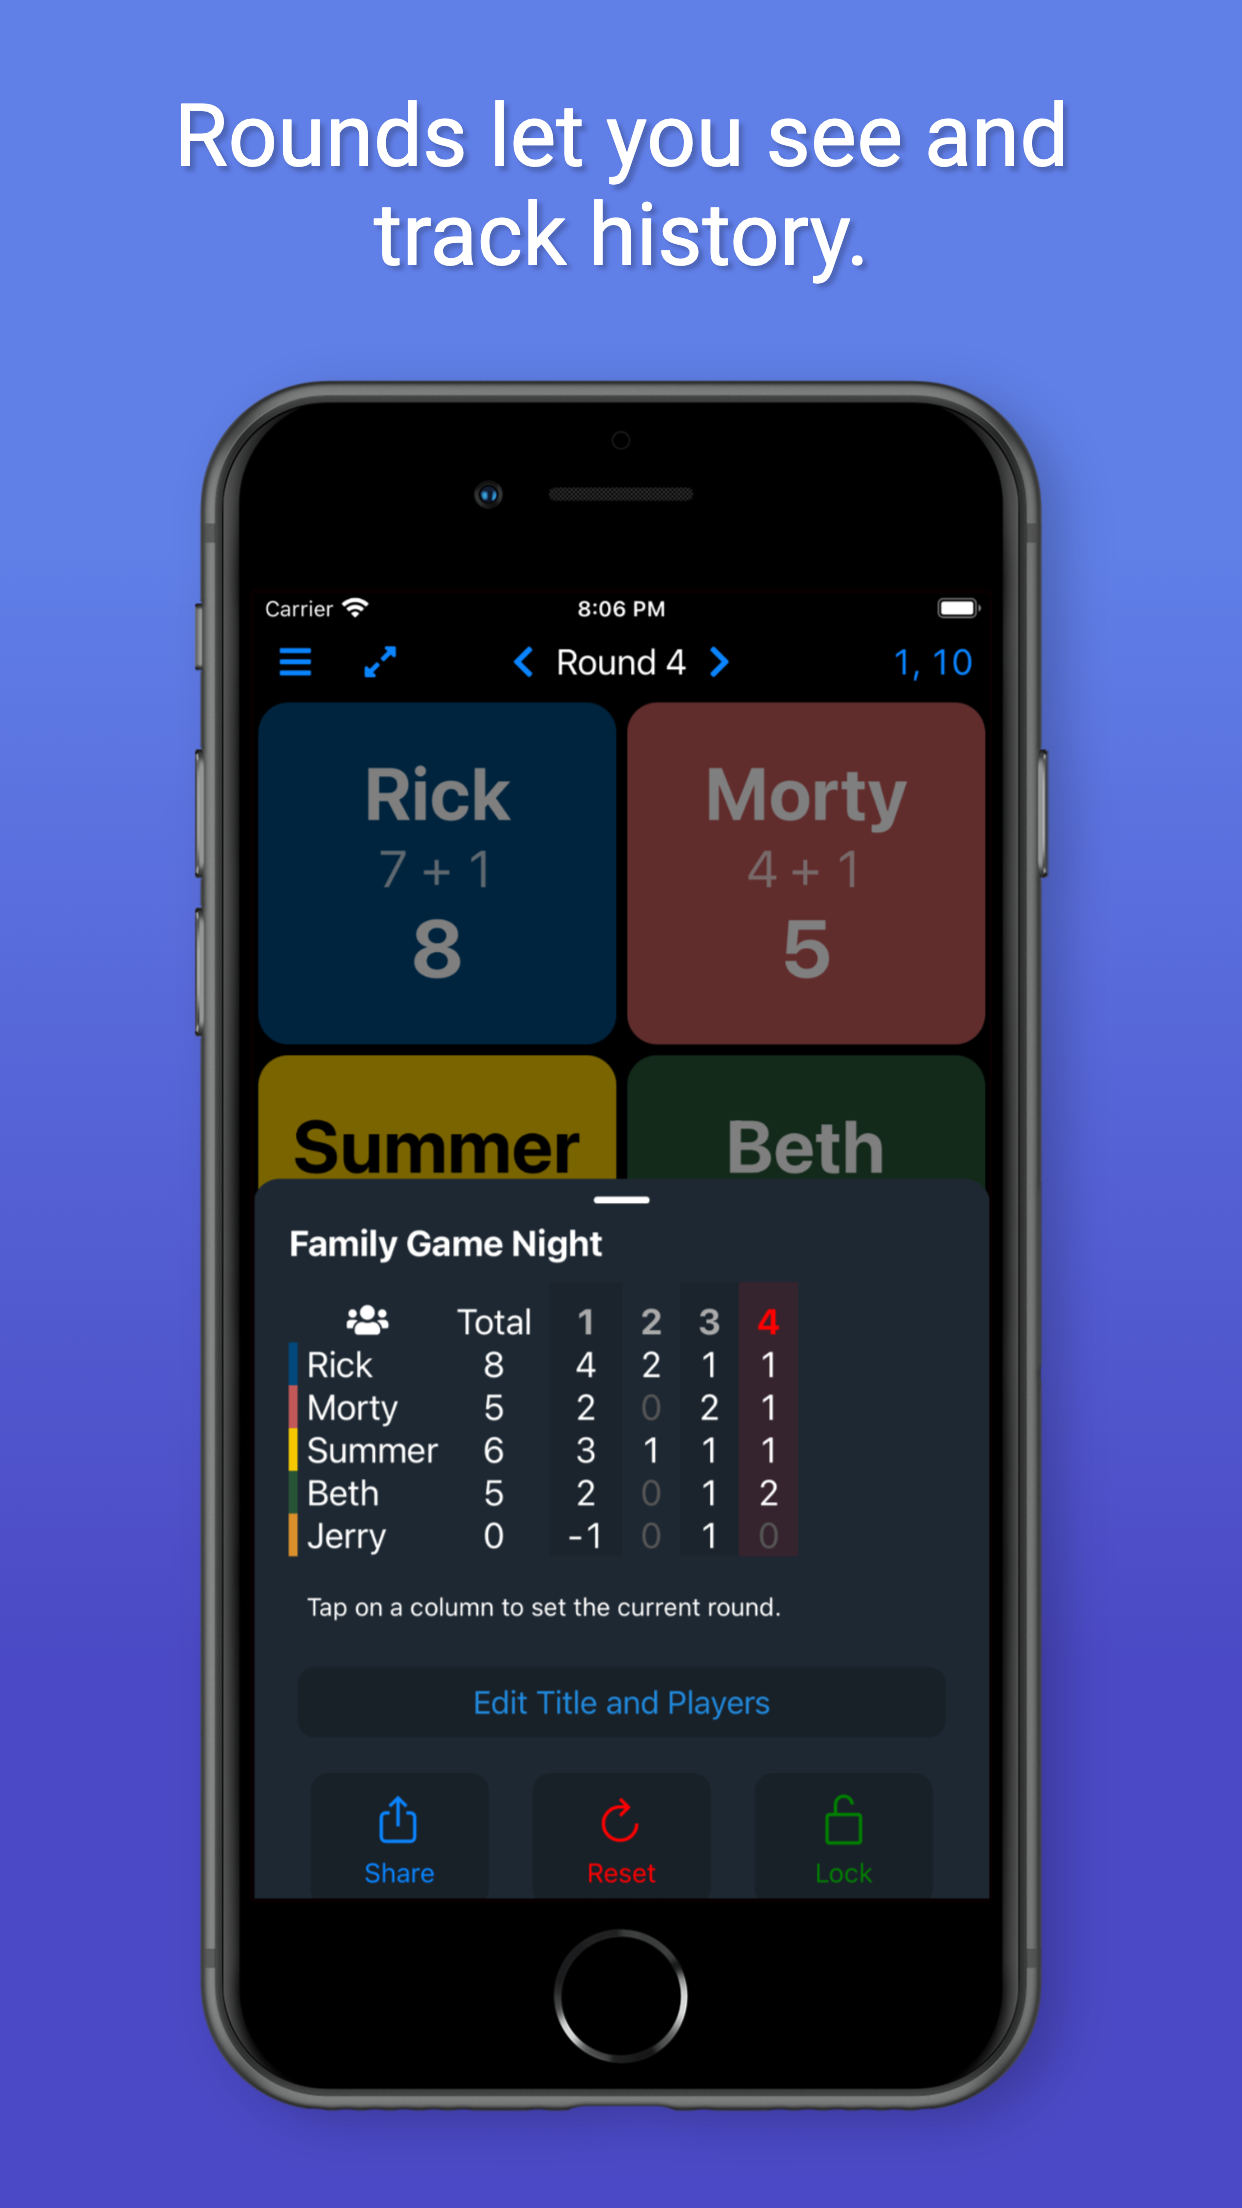 Rounds let you see and
track history.
Carrier 8:06 PM
Round 4 1, 10
Rick Morty
7 + 1 4 + 1
8 5
Summer Beth
Family Game Night
Total 1 2 3 4
Rick 8 4 2 1 1
Morty 5 2 0 2 1
Summer 6 3 1 1 1
Beth 5 2 0 1 2
Jerry 0 -1 0 1 0
Tap on a column to set the current round.
Edit Title and Players
Share Reset Lock